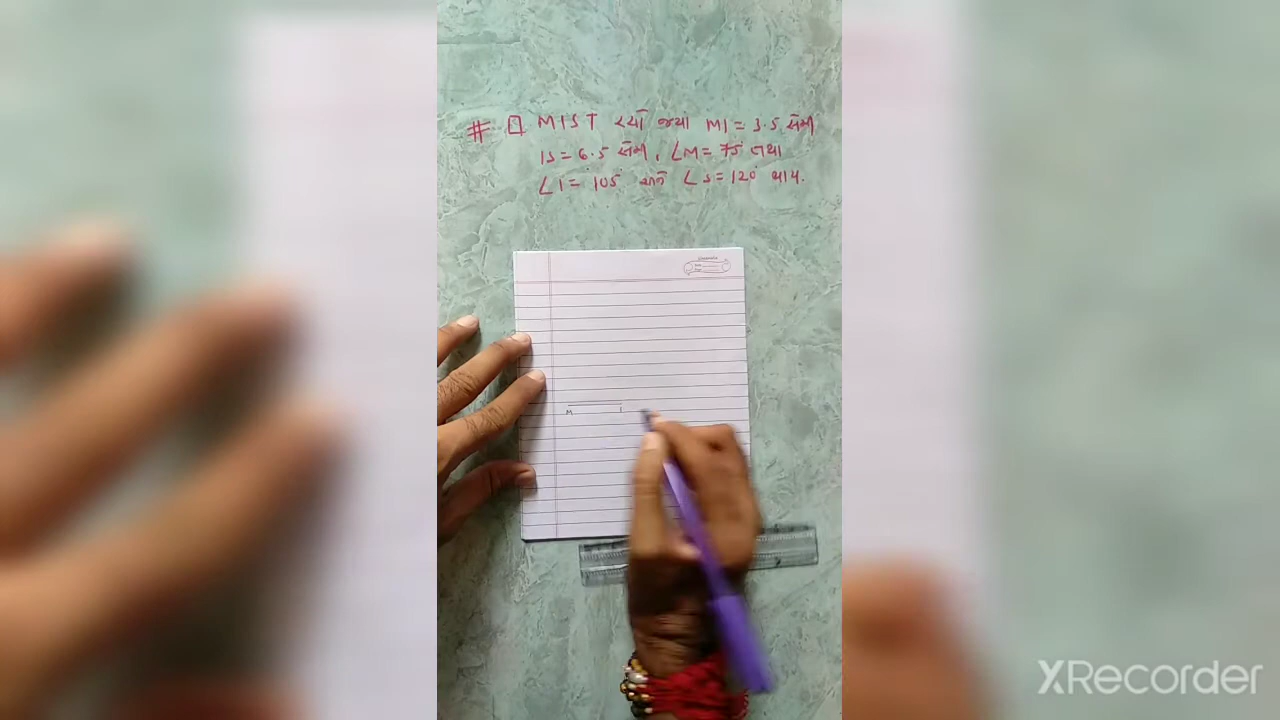 # □ MIST રચો જ્યાં MI = 3.5 સેમી
IS = 6.5 સેમી, ∠M = 75° તથા
∠I = 105° અને ∠S = 120° થાય.
M I
XRecorder